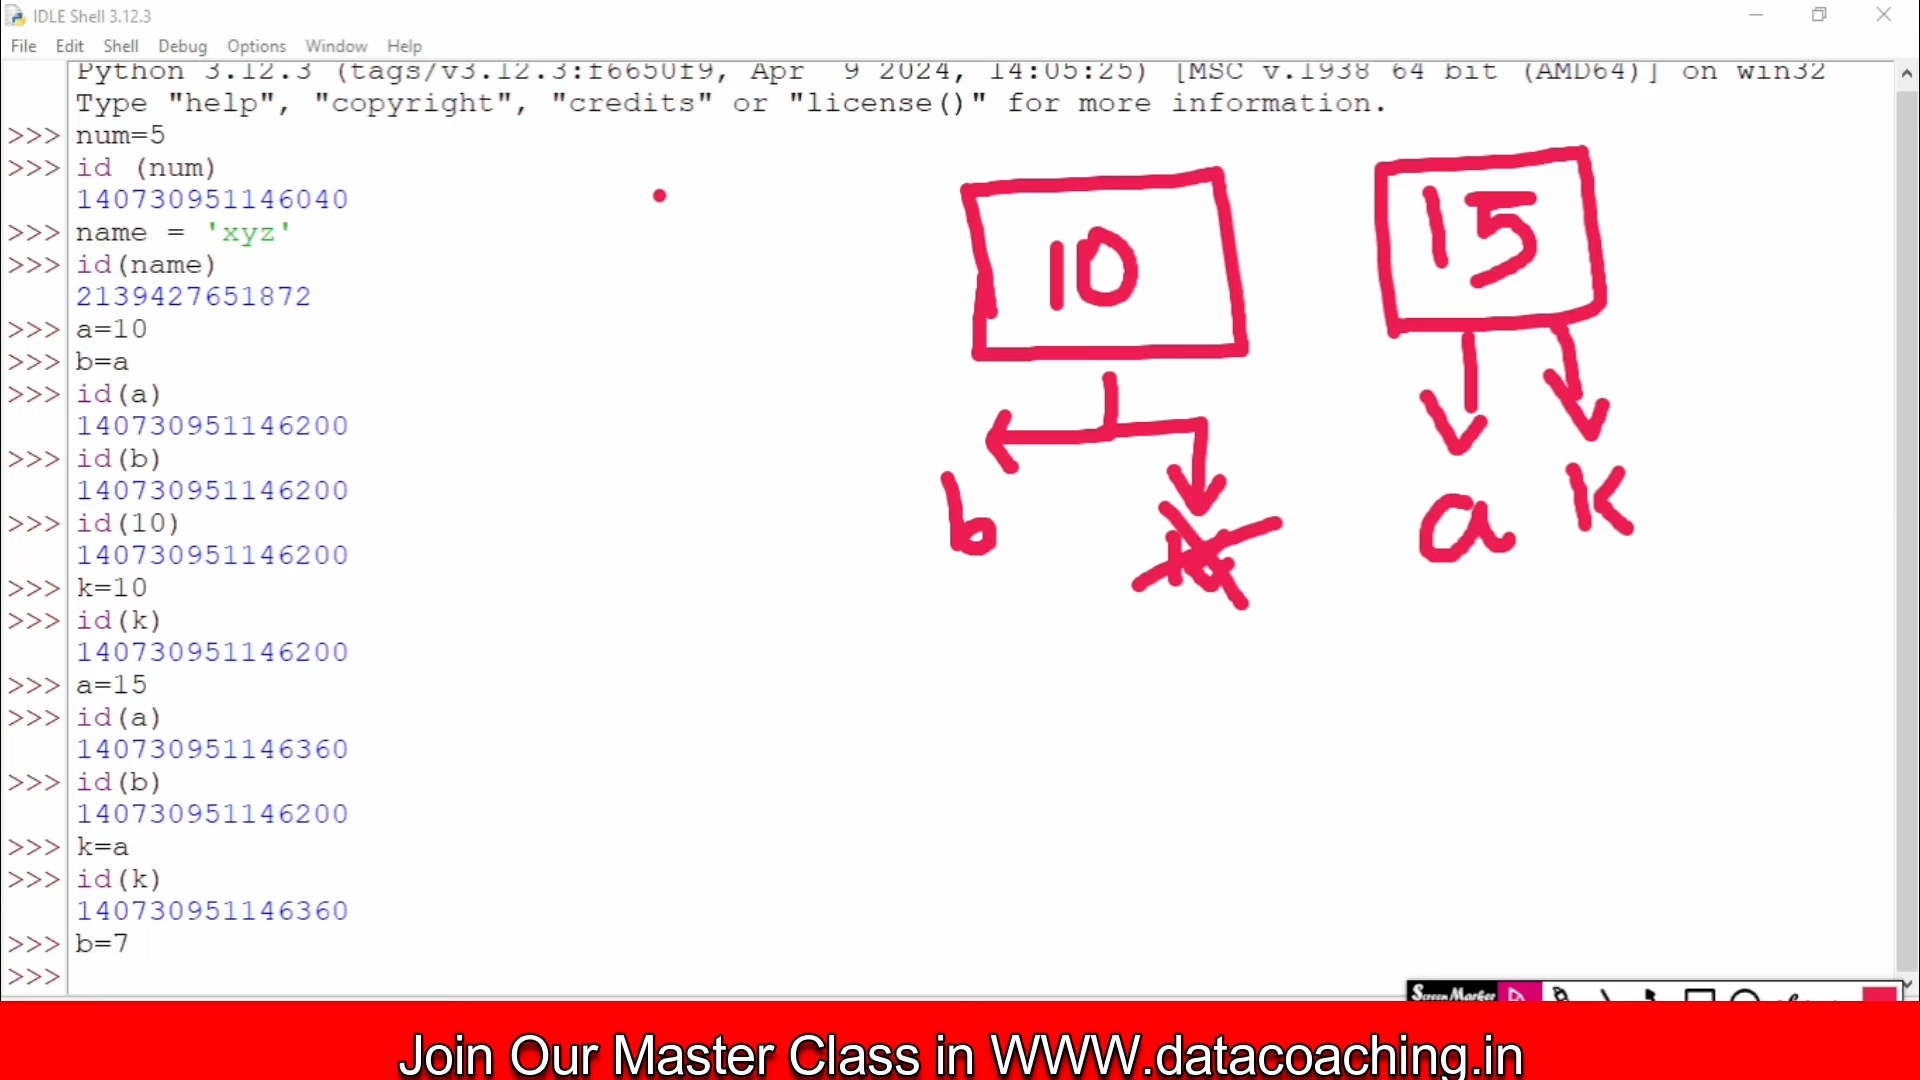 IDLE Shell 3.12.3
File Edit Shell Debug Options Window Help
Python 3.12.3 (tags/v3.12.3:f6650f9, Apr  9 2024, 14:05:25) [MSC v.1938 64 bit (AMD64)] on win32
Type "help", "copyright", "credits" or "license()" for more information.
>>> num=5
>>> id (num)
140730951146040
>>> name = 'xyz'
>>> id(name)
2139427651872
>>> a=10
>>> b=a
>>> id(a)
140730951146200
>>> id(b)
140730951146200
>>> id(10)
140730951146200
>>> k=10
>>> id(k)
140730951146200
>>> a=15
>>> id(a)
140730951146360
>>> id(b)
140730951146200
>>> k=a
>>> id(k)
140730951146360
>>> b=7
>>>
10
15
b
a k
Screen Marker
Join Our Master Class in WWW.datacoaching.in